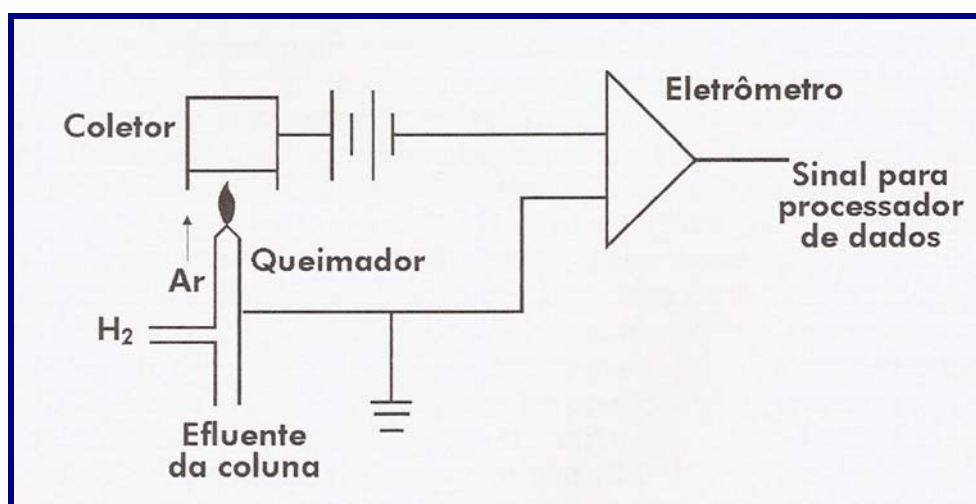 Coletor
Eletrômetro
Sinal para
processador
de dados
Queimador
Ar
H₂
Efluente
da coluna